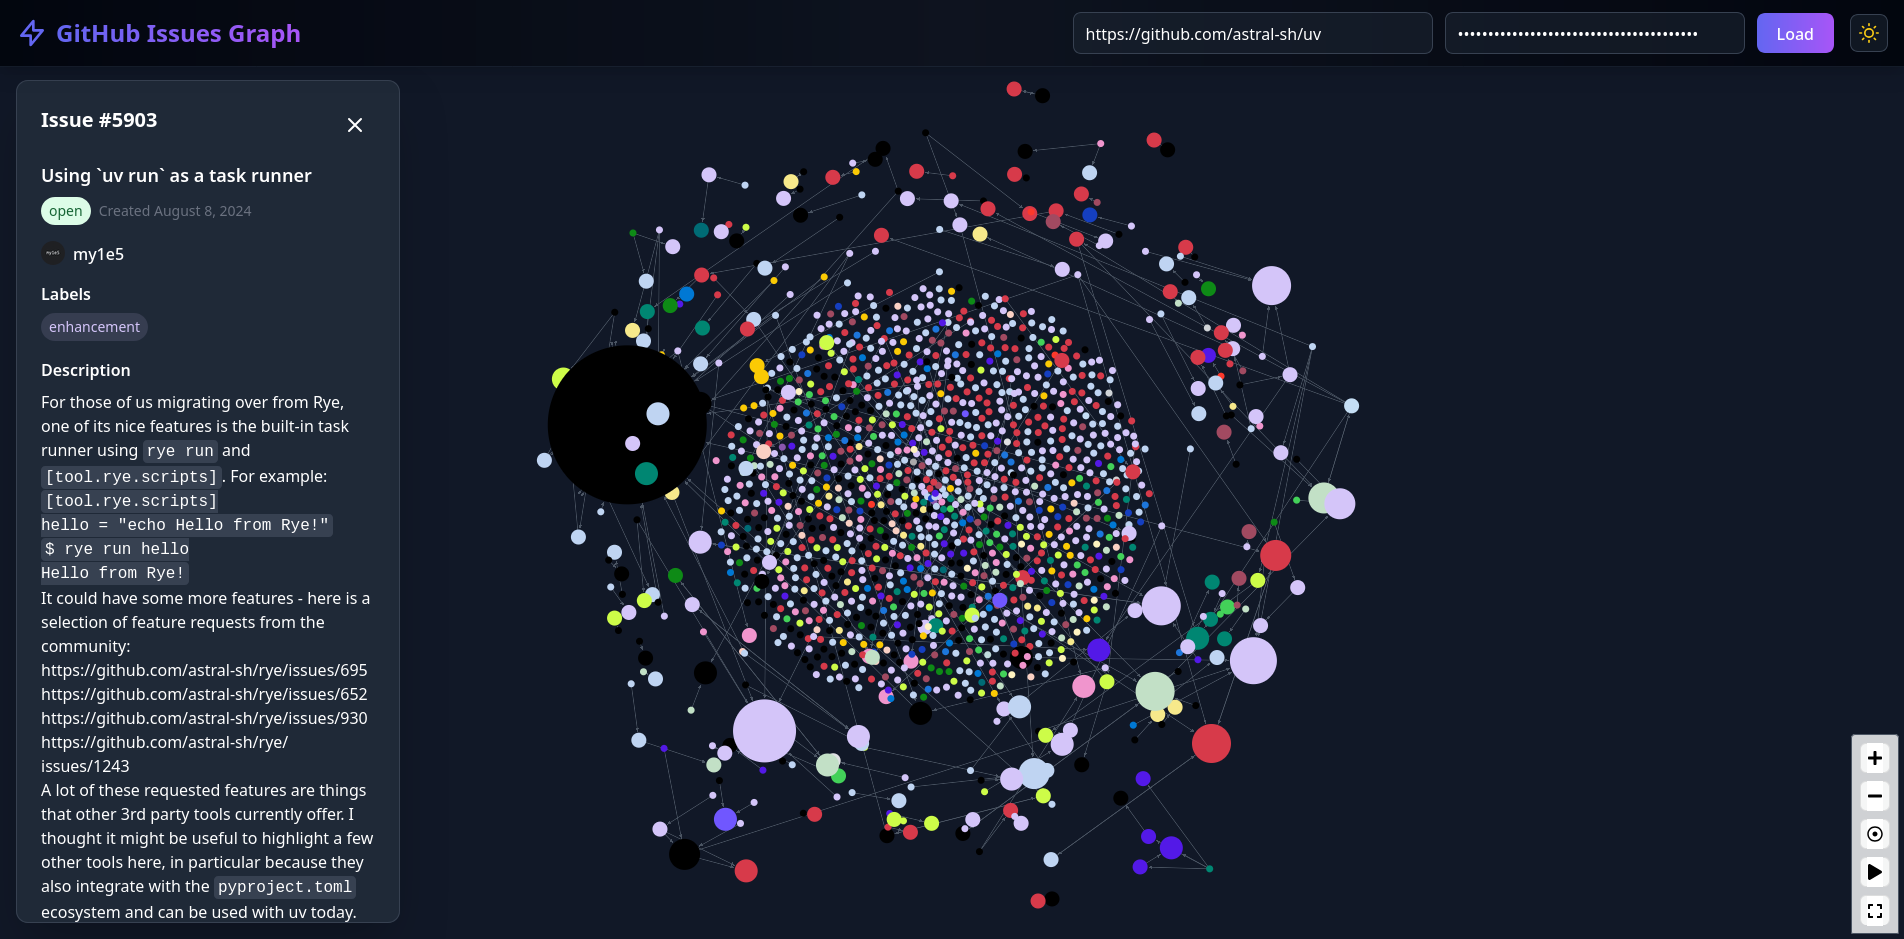 GitHub Issues Graph
https://github.com/astral-sh/uv
Load
Issue #5903
Using `uv run` as a task runner
open Created August 8, 2024
my1e5
Labels
enhancement
Description
For those of us migrating over from Rye,
one of its nice features is the built-in task
runner using rye run and
[tool.rye.scripts]. For example:
[tool.rye.scripts]
hello = "echo Hello from Rye!"
$ rye run hello
Hello from Rye!
It could have some more features - here is a
selection of feature requests from the
community:
https://github.com/astral-sh/rye/issues/695
https://github.com/astral-sh/rye/issues/652
https://github.com/astral-sh/rye/issues/930
https://github.com/astral-sh/rye/
issues/1243
A lot of these requested features are things
that other 3rd party tools currently offer. I
thought it might be useful to highlight a few
other tools here, in particular because they
also integrate with the pyproject.toml
ecosystem and can be used with uv today.